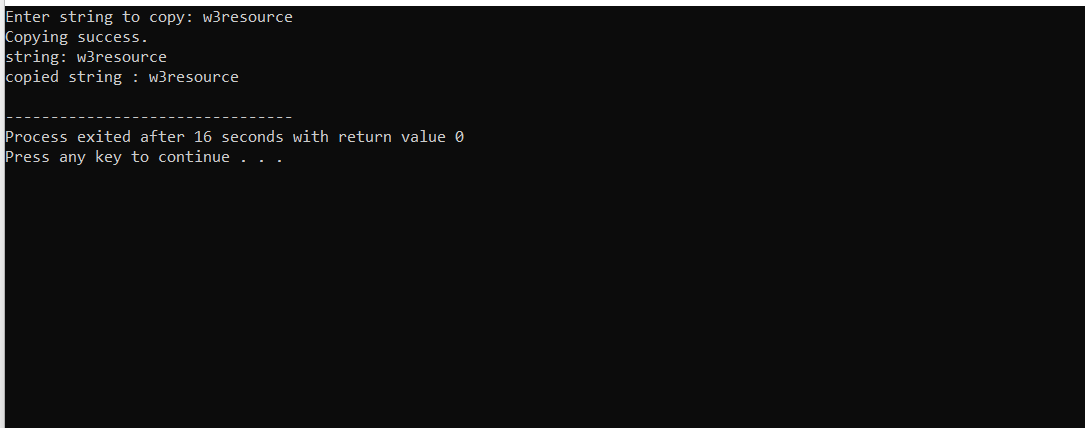 Enter string to copy: w3resource
Copying success.
string: w3resource
copied string : w3resource
--------------------------------
Process exited after 16 seconds with return value 0
Press any key to continue . . .